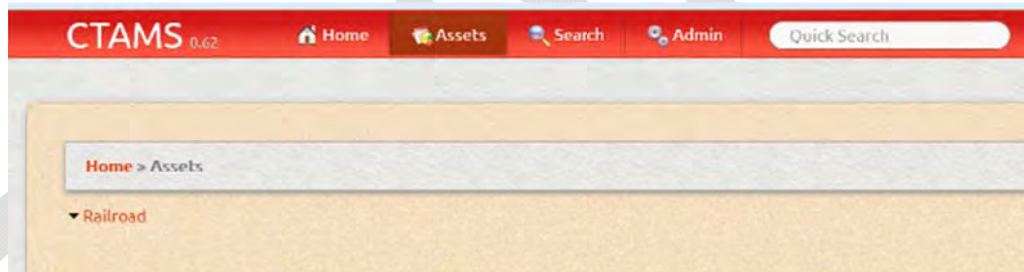 CTAMS 0.62 Home Assets Search Admin Quick Search
Home > Assets
Railroad